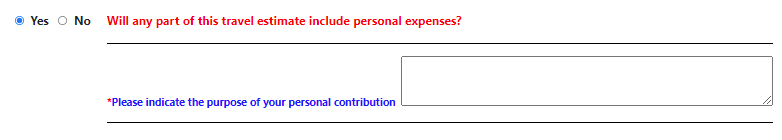 Yes No Will any part of this travel estimate include personal expenses?
*Please indicate the purpose of your personal contribution